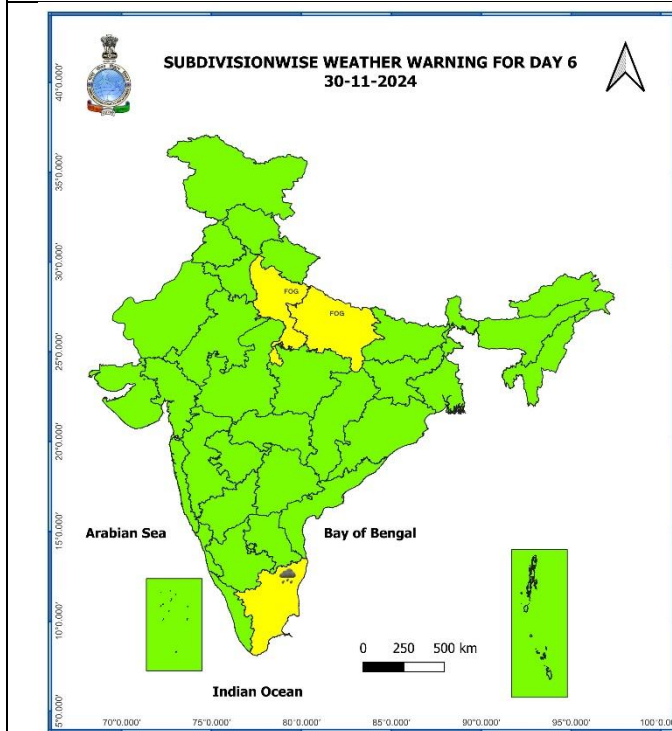 SUBDIVISIONWISE WEATHER WARNING FOR DAY 6
30-11-2024
40°0.000'
35°0.000'
30°0.000'
25°0.000'
20°0.000'
15°0.000'
10°0.000'
5°0.000'
FOG
FOG
Arabian Sea
Bay of Bengal
0 250 500 km
Indian Ocean
70°0.000' 75°0.000' 80°0.000' 85°0.000' 90°0.000' 95°0.000' 100°0.